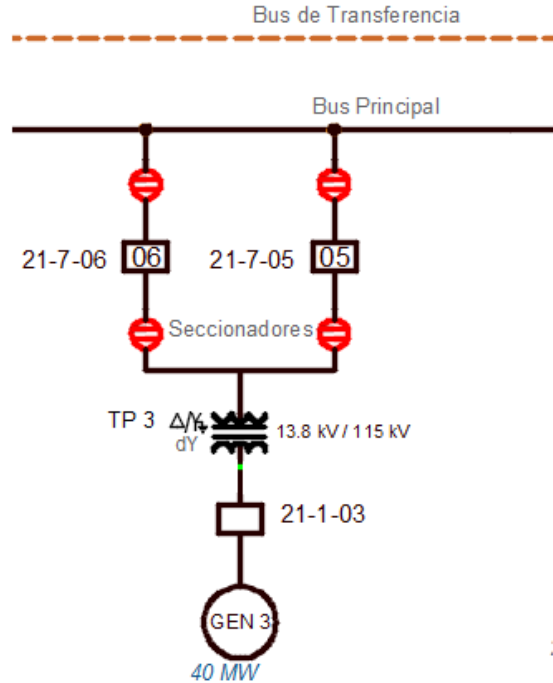 Bus de Transferencia
Bus Principal
21-7-06 06 21-7-05 05
Seccionadores
TP 3 Δ/Y 13.8 kV / 115 kV
dY
21-1-03
GEN 3
40 MW